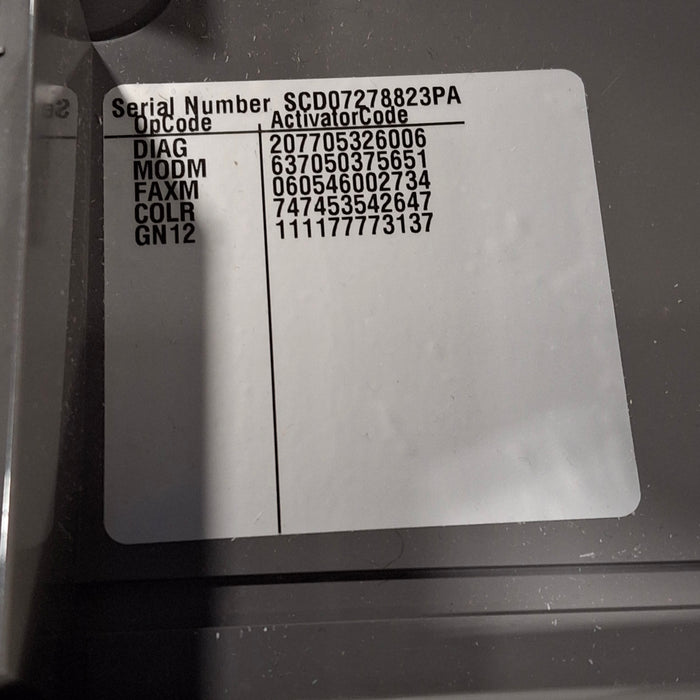 Serial Number SCD07278823PA
OpCode ActivatorCode
DIAG 207705326006
MODM 637050375651
FAXM 060546002734
COLR 747453542647
GN12 111177773137